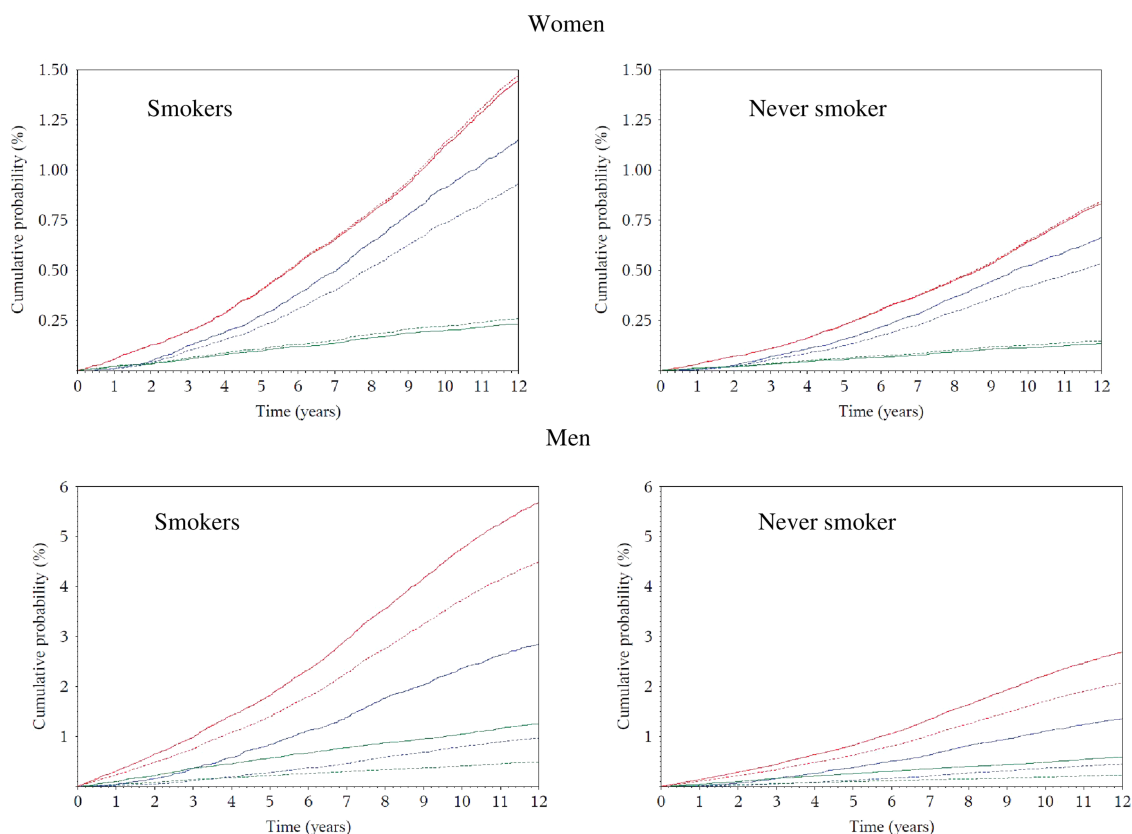 Women
Smokers
Cumulative probability (%)
1.50
1.25
1.00
0.75
0.50
0.25
0 1 2 3 4 5 6 7 8 9 10 11 12
Time (years)
Never smoker
Cumulative probability (%)
1.50
1.25
1.00
0.75
0.50
0.25
0 1 2 3 4 5 6 7 8 9 10 11 12
Time (years)
Men
Smokers
Cumulative probability (%)
6
5
4
3
2
1
0 1 2 3 4 5 6 7 8 9 10 11 12
Time (years)
Never smoker
Cumulative probability (%)
6
5
4
3
2
1
0 1 2 3 4 5 6 7 8 9 10 11 12
Time (years)